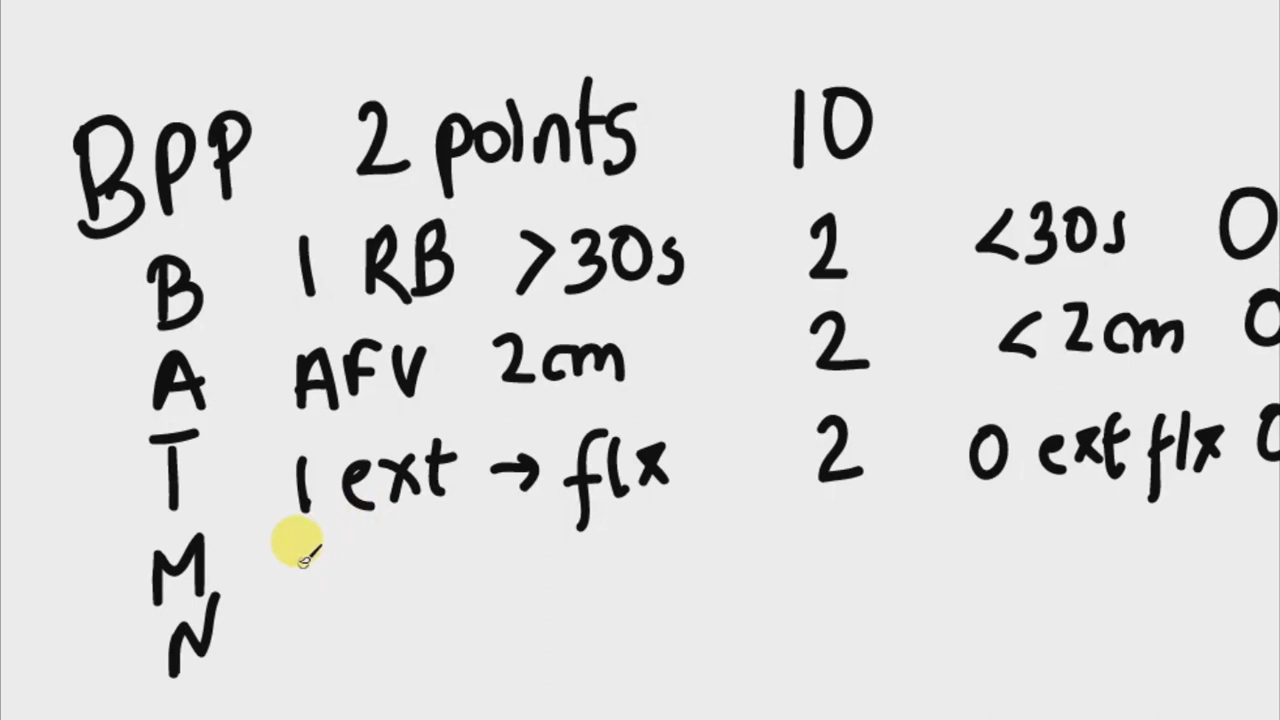 BPP 2 points 10
B 1 RB >30s 2 <30s 0
A AFV 2cm 2 <2cm 0
T 1 ext → flx 2 0 ext flx 0
M
N